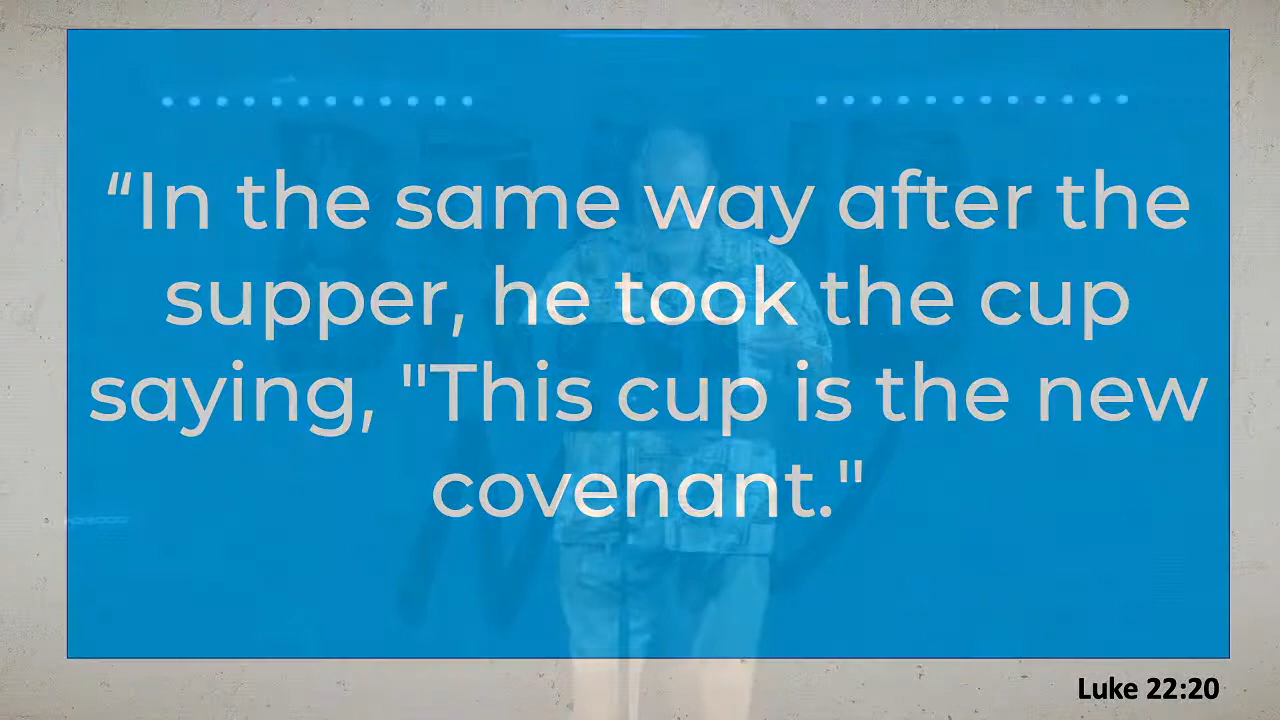 “In the same way after the
supper, he took the cup
saying, "This cup is the new
covenant."
Luke 22:20